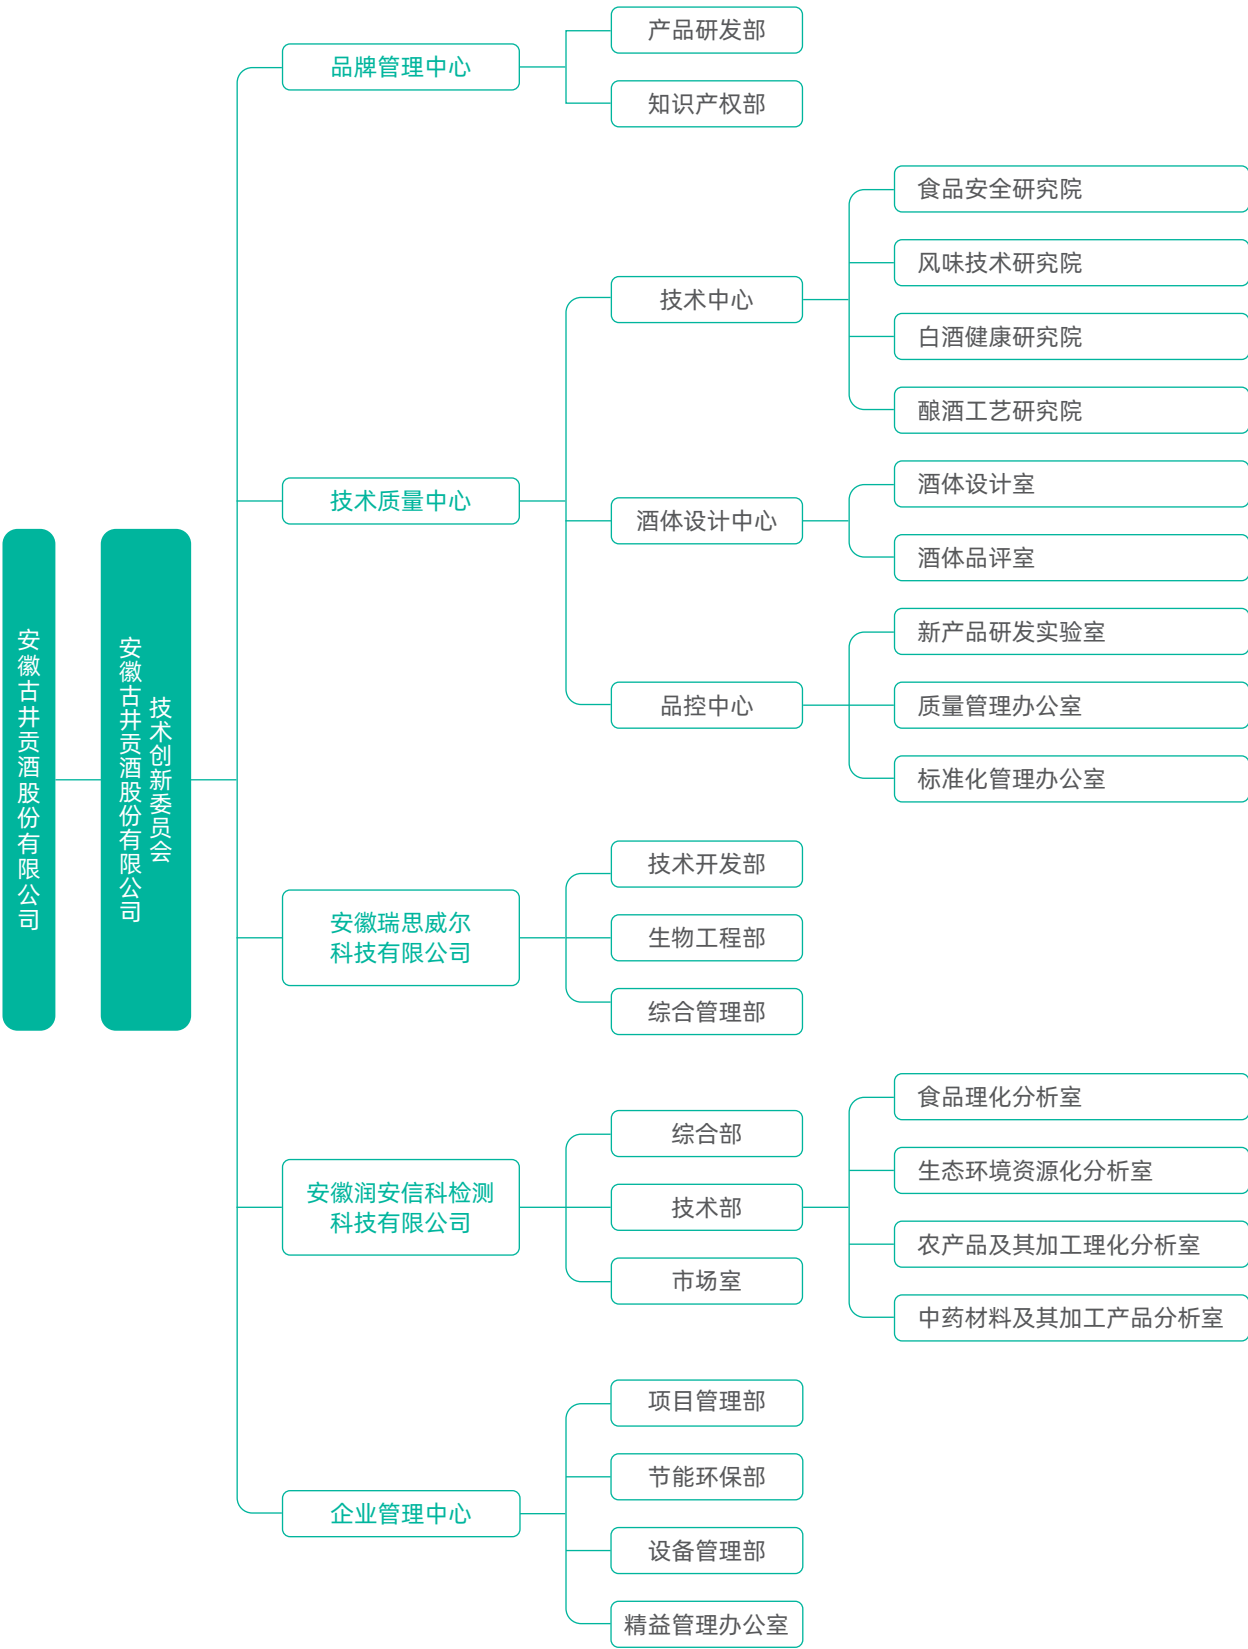 安徽古井贡酒股份有限公司
安徽古井贡酒股份有限公司
技术创新委员会
品牌管理中心
产品研发部
知识产权部
技术质量中心
技术中心
食品安全研究院
风味技术研究院
白酒健康研究院
酿酒工艺研究院
酒体设计中心
酒体设计室
酒体品评室
品控中心
新产品研发实验室
质量管理办公室
标准化管理办公室
安徽瑞思威尔
科技有限公司
技术开发部
生物工程部
综合管理部
安徽润安信科检测
科技有限公司
综合部
技术部
市场室
食品理化分析室
生态环境资源化分析室
农产品及其加工理化分析室
中药材料及其加工产品分析室
企业管理中心
项目管理部
节能环保部
设备管理部
精益管理办公室